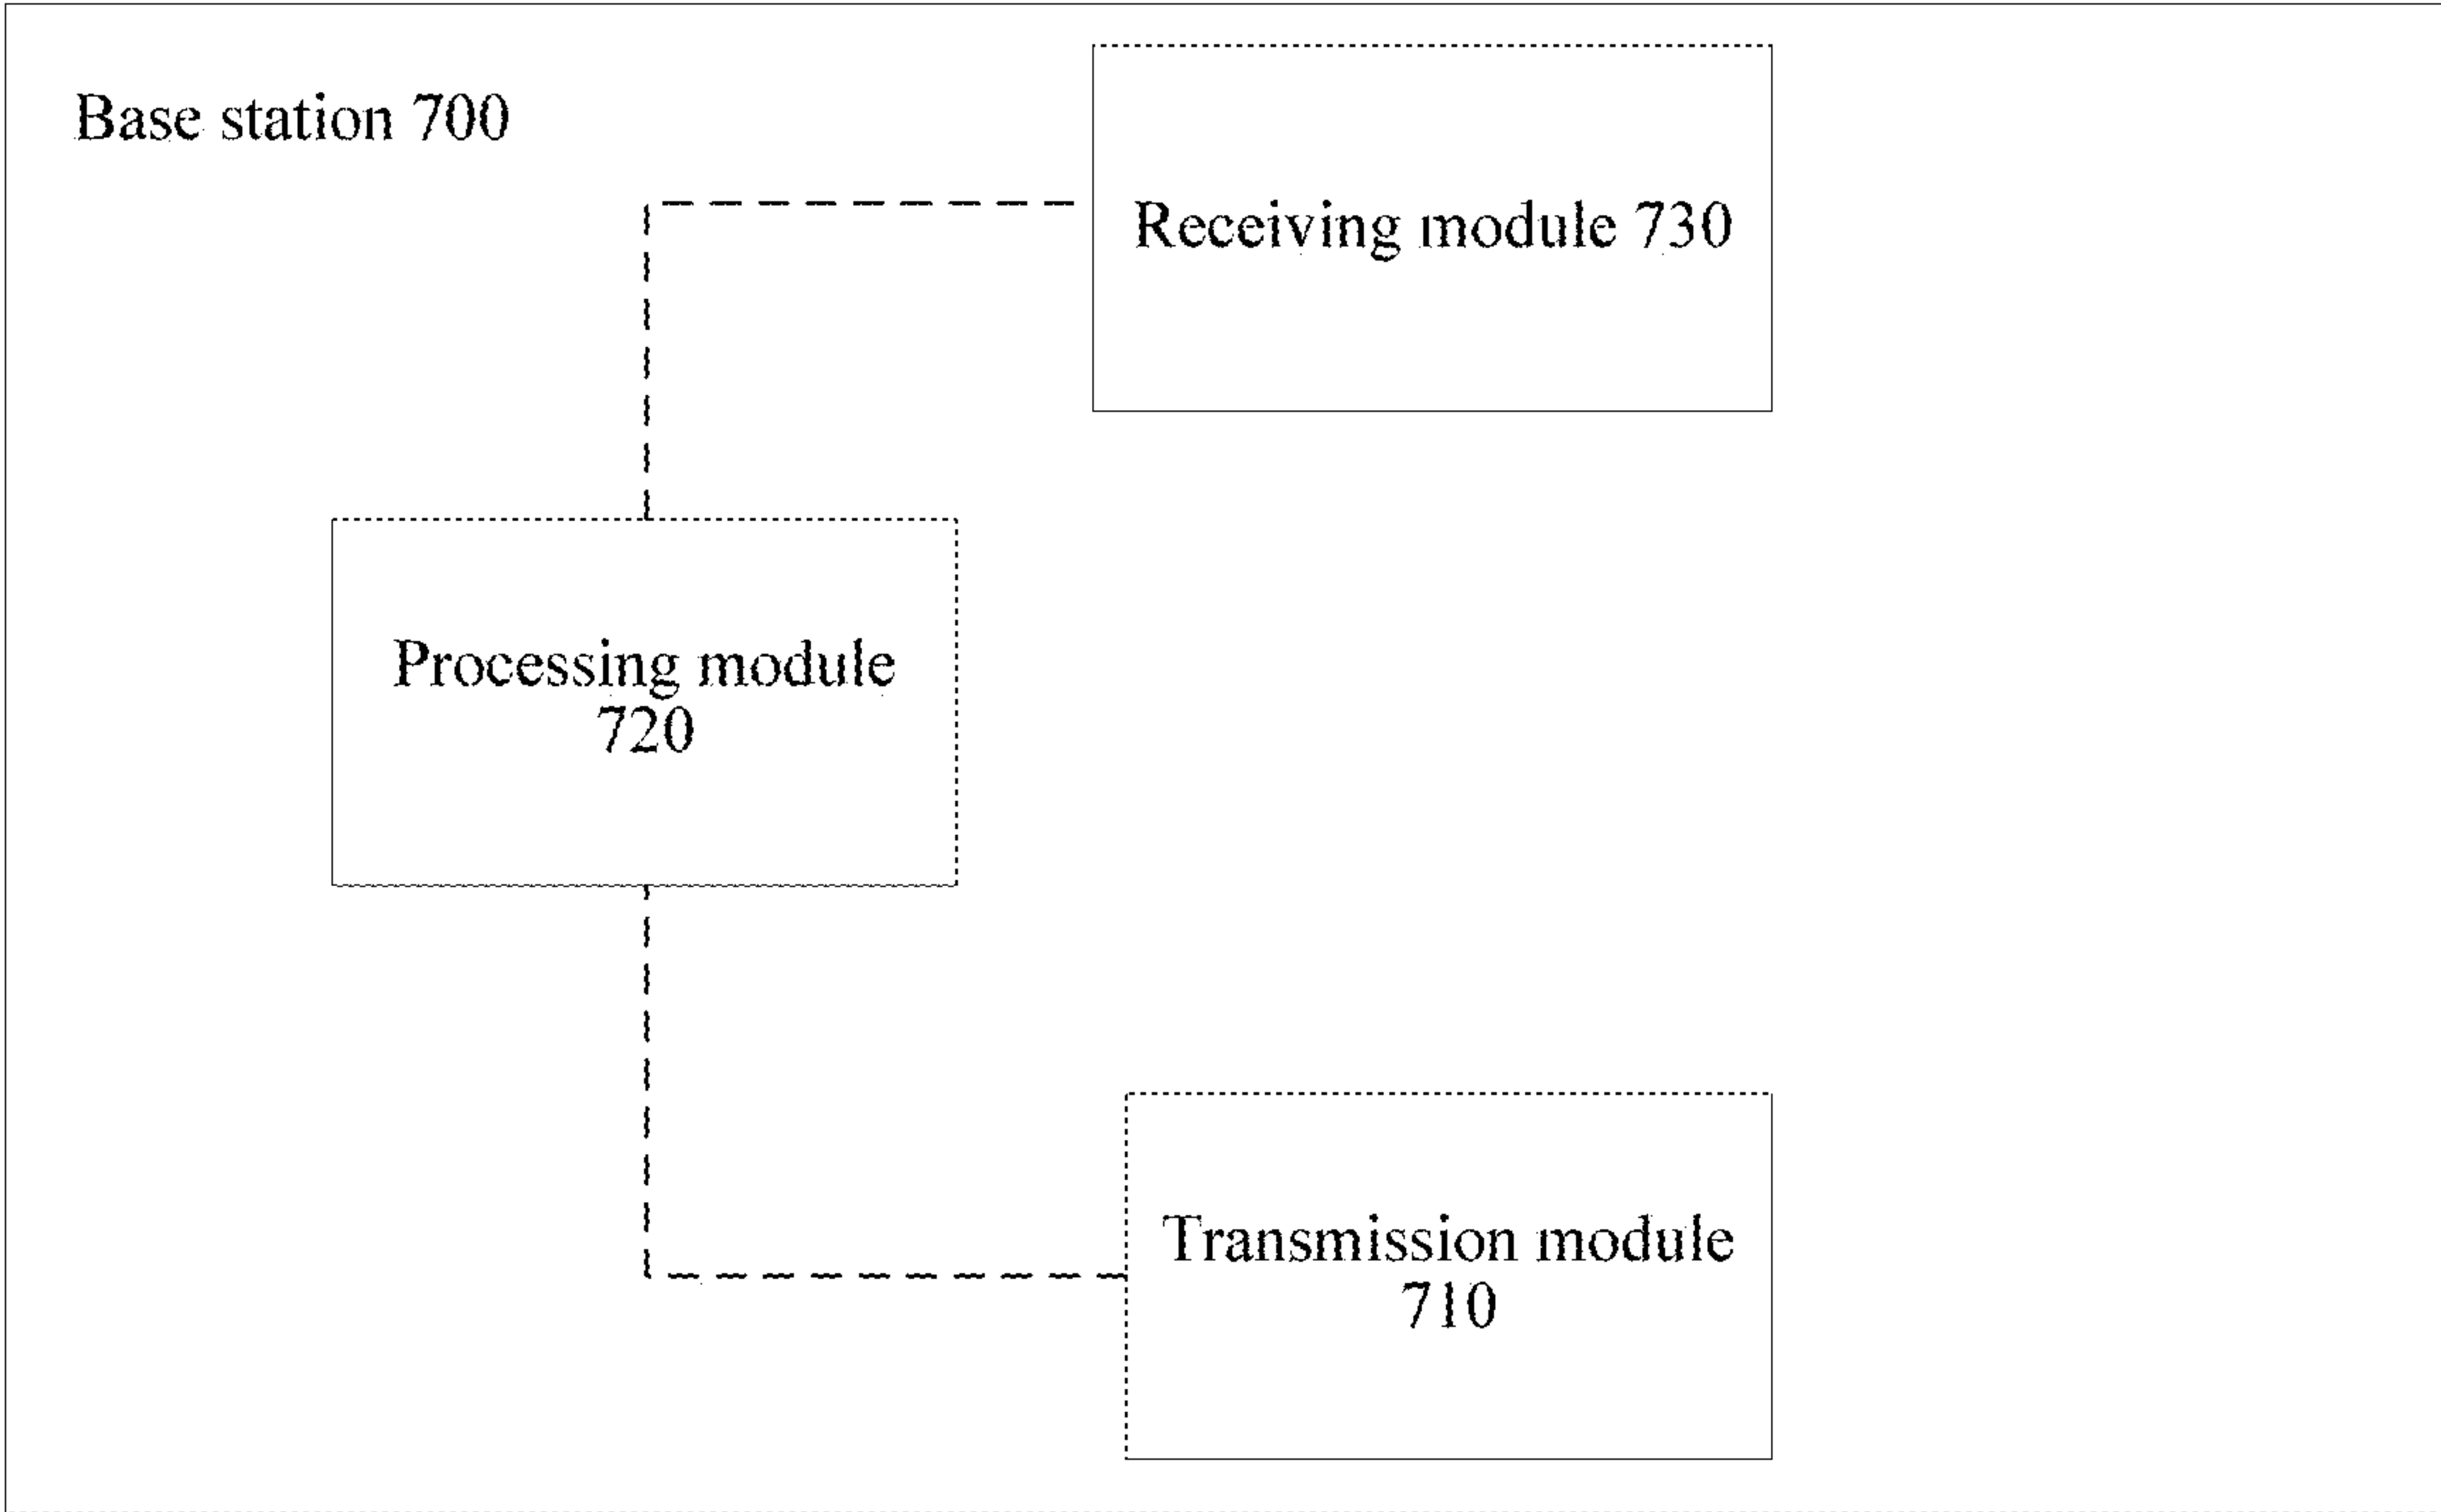 Base station 700
Receiving module 730
Processing module
720
Transmission module
710